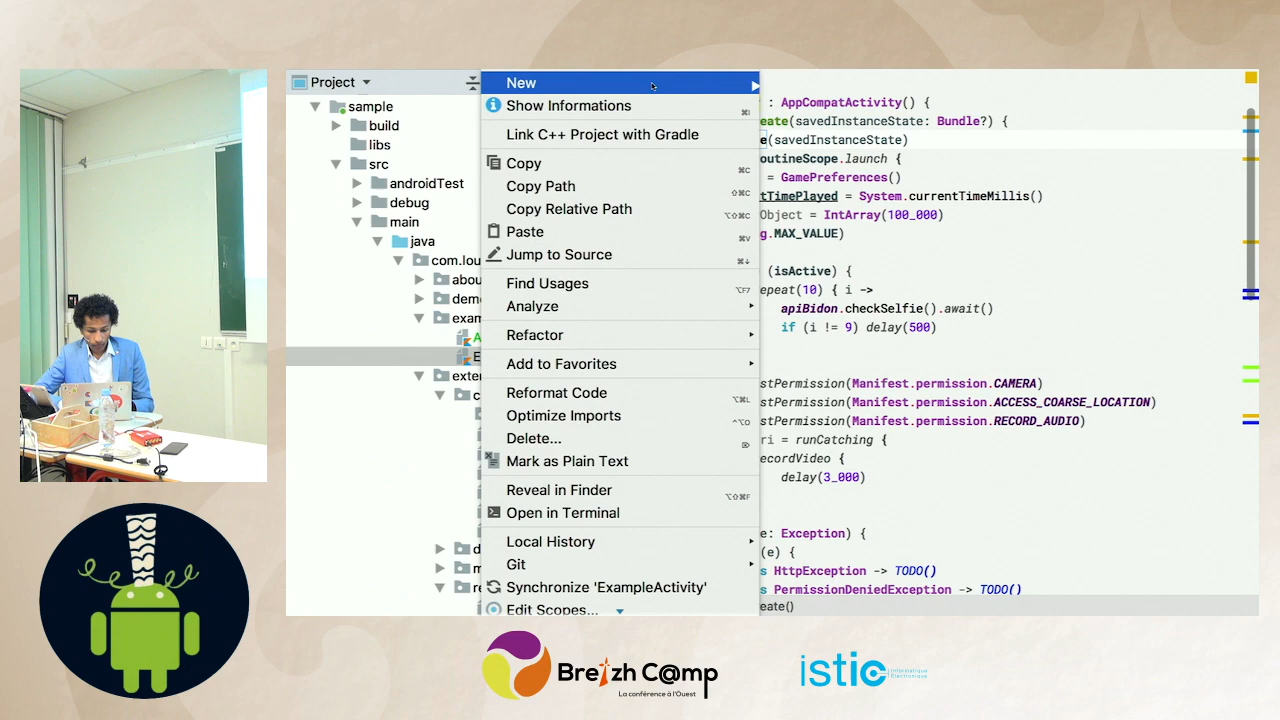 Project
sample
build
libs
src
androidTest
debug
main
java
com.lou
abou
dem
exam
A
E
exter
c
d
m
re
New
Show Informations
⌘I
Link C++ Project with Gradle
Copy
⌘C
Copy Path
⇧⌘C
Copy Relative Path
⌥⇧⌘C
Paste
⌘V
Jump to Source
⌘↓
Find Usages
⌥F7
Analyze
Refactor
Add to Favorites
Reformat Code
⌥⌘L
Optimize Imports
^⌥O
Delete...
⌦
Mark as Plain Text
Reveal in Finder
⌥⇧⌘F
Open in Terminal
Local History
Git
Synchronize 'ExampleActivity'
Edit Scopes...
: AppCompatActivity() {
eate(savedInstanceState: Bundle?) {
e(savedInstanceState)
outineScope.launch {
= GamePreferences()
tTimePlayed = System.currentTimeMillis()
Object = IntArray(100_000)
g.MAX_VALUE)
(isActive) {
epeat(10) { i ->
apiBidon.checkSelfie().await()
if (i != 9) delay(500)
stPermission(Manifest.permission.CAMERA)
stPermission(Manifest.permission.ACCESS_COARSE_LOCATION)
stPermission(Manifest.permission.RECORD_AUDIO)
ri = runCatching {
ecordVideo {
delay(3_000)
e: Exception) {
(e) {
s HttpException -> TODO()
s PermissionDeniedException -> TODO()
eate()
Breizh C@mp
La conférence à l'Ouest
istic
Informatique
Électronique